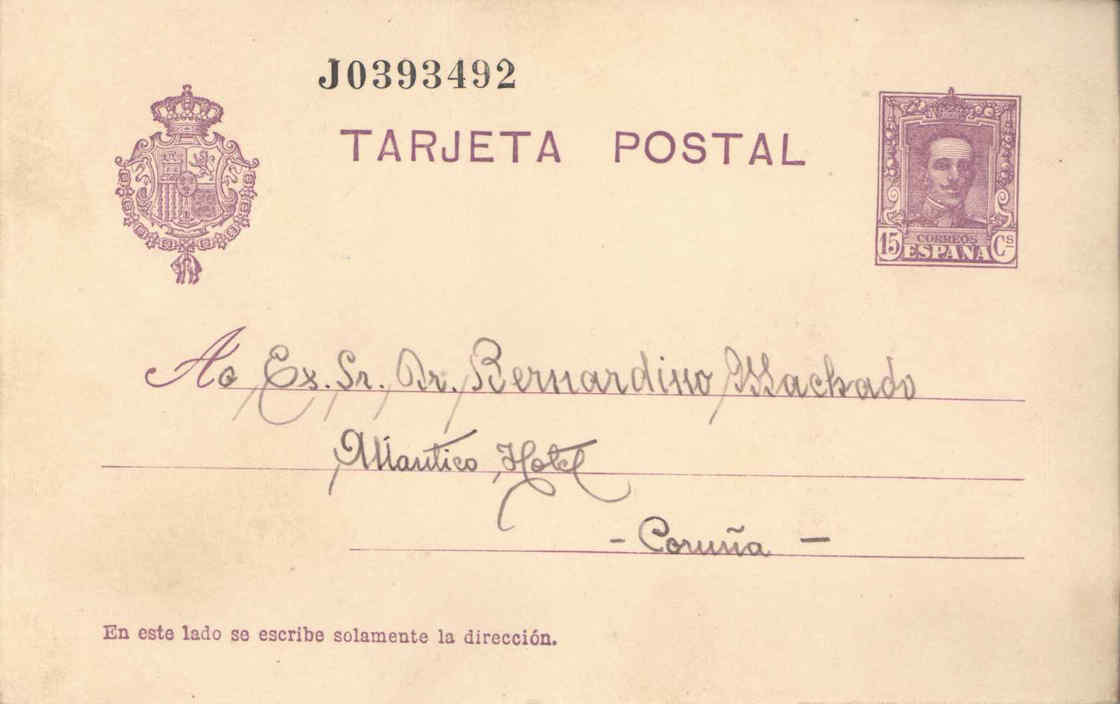 J0393492
TARJETA POSTAL
15 CORREOS Cs
ESPAÑA
Ao Ex. Sr. Dr. Bernardino Machado
Atlantico Hotel
- Coruña -
En este lado se escribe solamente la dirección.